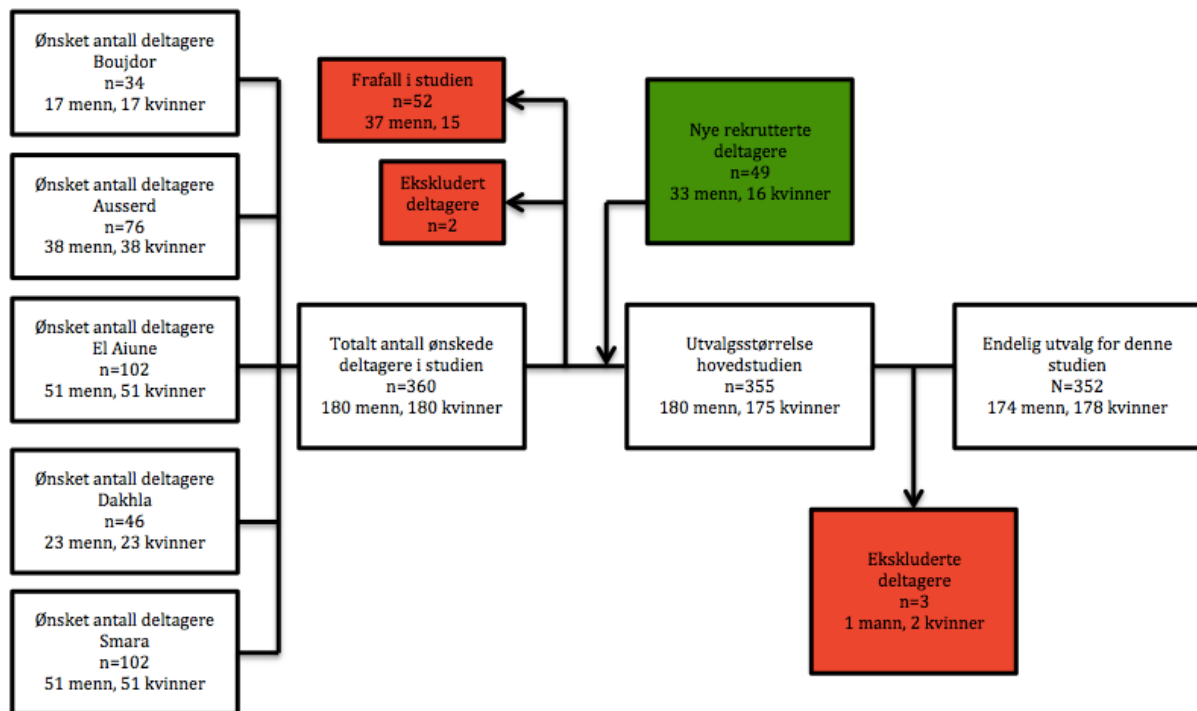 Ønsket antall deltagere
Boujdor
n=34
17 menn, 17 kvinner
Ønsket antall deltagere
Ausserd
n=76
38 menn, 38 kvinner
Ønsket antall deltagere
El Aiune
n=102
51 menn, 51 kvinner
Ønsket antall deltagere
Dakhla
n=46
23 menn, 23 kvinner
Ønsket antall deltagere
Smara
n=102
51 menn, 51 kvinner
Totalt antall ønskede
deltagere i studien
n=360
180 menn, 180 kvinner
Frafall i studien
n=52
37 menn, 15
Ekskludert
deltagere
n=2
Nye rekrutterte
deltagere
n=49
33 menn, 16 kvinner
Utvalgsstørrelse
hovedstudien
n=355
180 menn, 175 kvinner
Ekskluderte
deltagere
n=3
1 mann, 2 kvinner
Endelig utvalg for denne
studien
N=352
174 menn, 178 kvinner